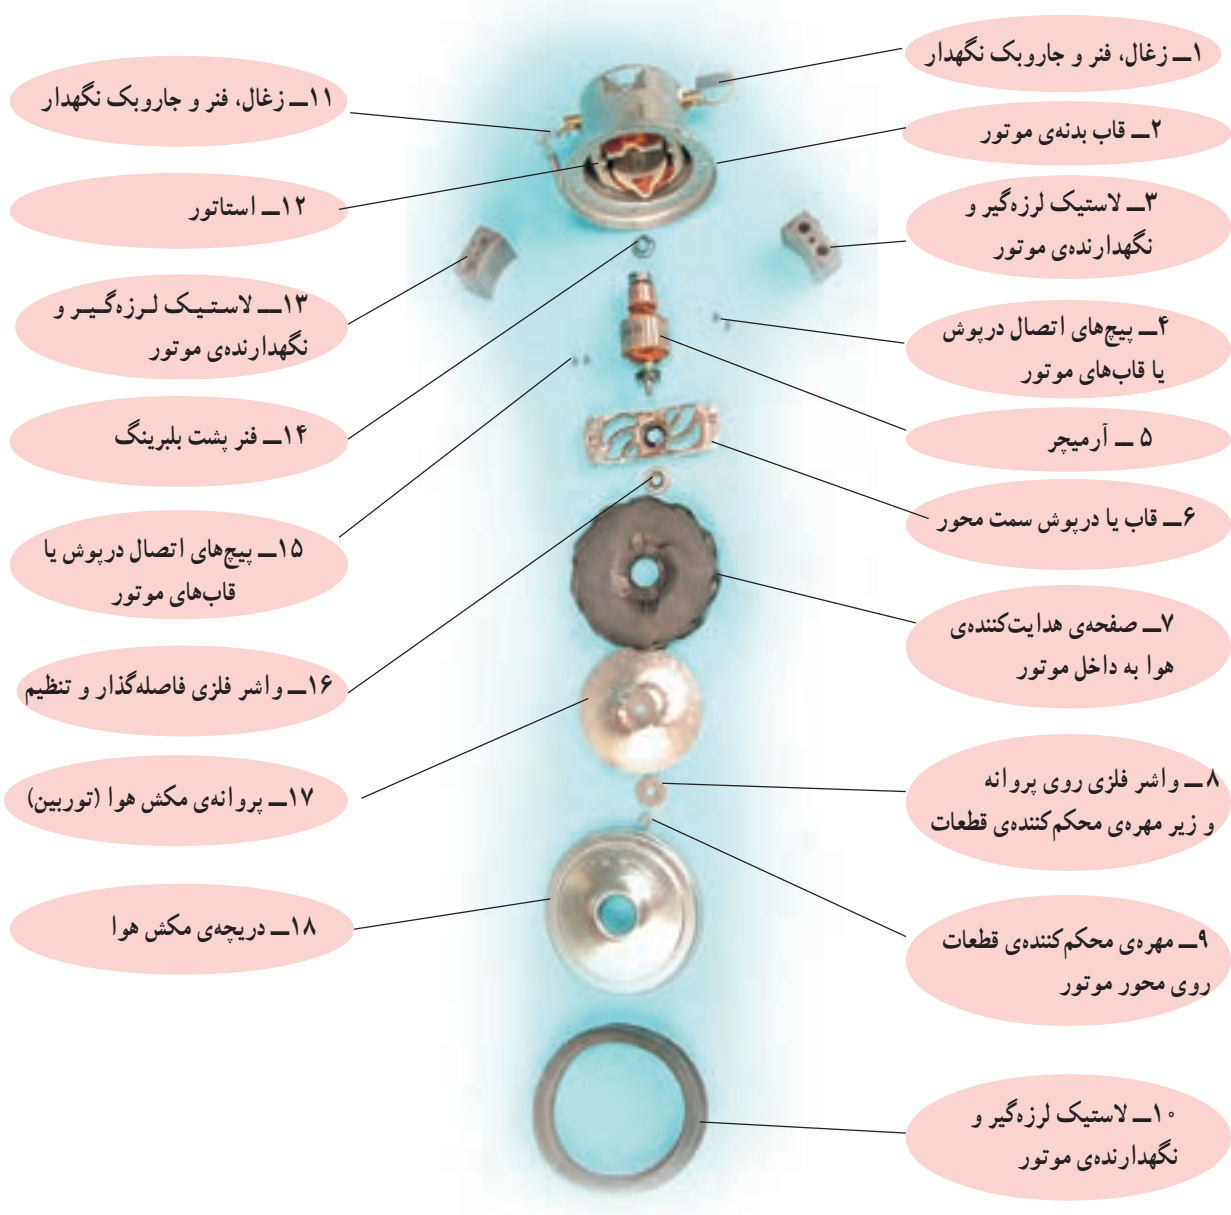 ۱ــ زغال، فنر و جاروبک نگهدار
۲ــ قاب بدنه‌ی موتور
۳ــ لاستیک لرزه‌گیر و
نگهدارنده‌ی موتور
۴ــ پیچ‌های اتصال درپوش
یا قاب‌های موتور
۵ ــ آرمیچر
۶ــ قاب یا درپوش سمت محور
۷ــ صفحه‌ی هدایت‌کننده‌ی
هوا به داخل موتور
۸ ــ واشر فلزی روی پروانه
و زیر مهره‌ی محکم‌کننده‌ی قطعات
۹ــ مهره‌ی محکم‌کننده‌ی قطعات
روی محور موتور
۱۰ــ لاستیک لرزه‌گیر و
نگهدارنده‌ی موتور
۱۱ــ زغال، فنر و جاروبک نگهدار
۱۲ــ استاتور
۱۳ــ لاستیک لرزه‌گیر و
نگهدارنده‌ی موتور
۱۴ــ فنر پشت بلبرینگ
۱۵ــ پیچ‌های اتصال درپوش یا
قاب‌های موتور
۱۶ــ واشر فلزی فاصله‌گذار و تنظیم
۱۷ــ پروانه‌ی مکش هوا (توربین)
۱۸ــ دریچه‌ی مکش هوا